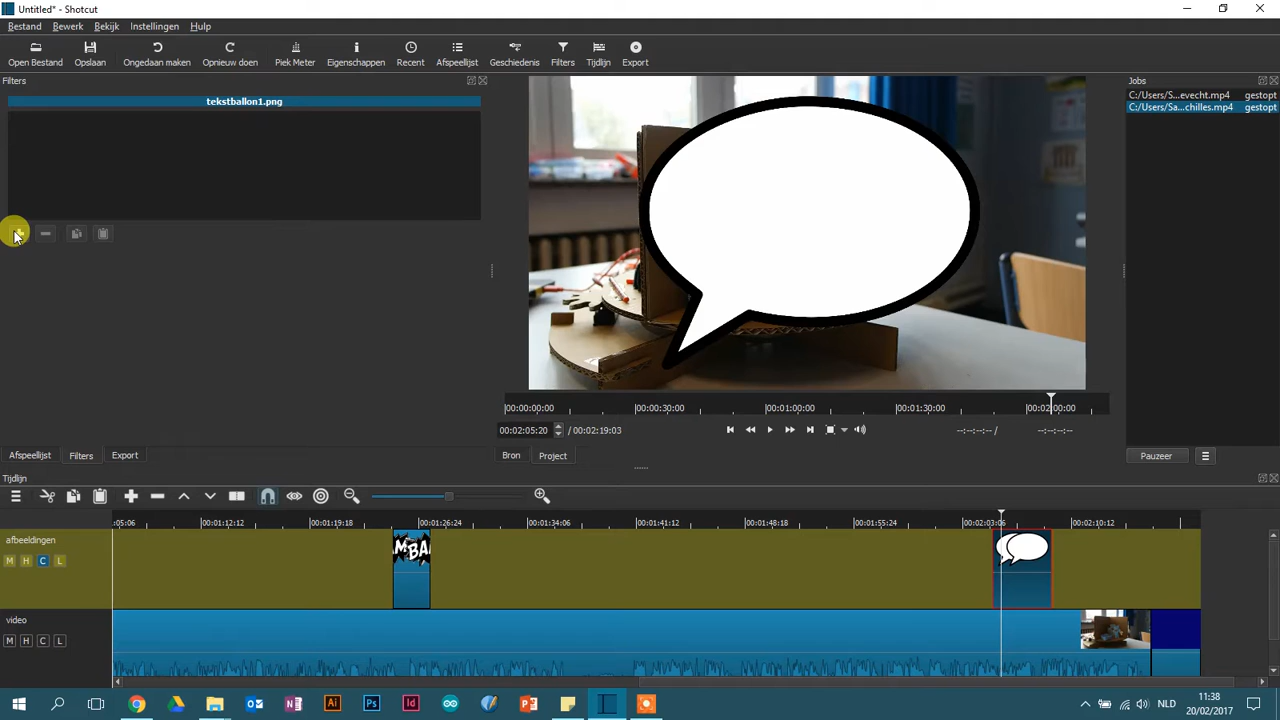 Untitled* - Shotcut
Bestand Bewerk Bekijk Instellingen Hulp
Open Bestand Opslaan Ongedaan maken Opnieuw doen Piek Meter Eigenschappen Recent Afspeellijst Geschiedenis Filters Tijdlijn Export
Filters
Jobs
tekstballon1.png
C:/Users/S...evecht.mp4 gestopt
C:/Users/Sa...chilles.mp4 gestopt
00:00:00:00 00:00:30:00 00:01:00:00 00:01:30:00 00:02:00:00
00:02:05:20 / 00:02:19:03
--:--:--:-- /
--:--:--:--
Afspeellijst Filters Export
Bron Project
Pauzeer
Tijdlijn
:05:06 00:01:12:12 00:01:19:18 00:01:26:24 00:01:34:06 00:01:41:12 00:01:48:18 00:01:55:24 00:02:03:06 00:02:10:12
afbeeldingen
M H C L
video
M H C L
Ai Ps Id
NLD
11:38
20/02/2017